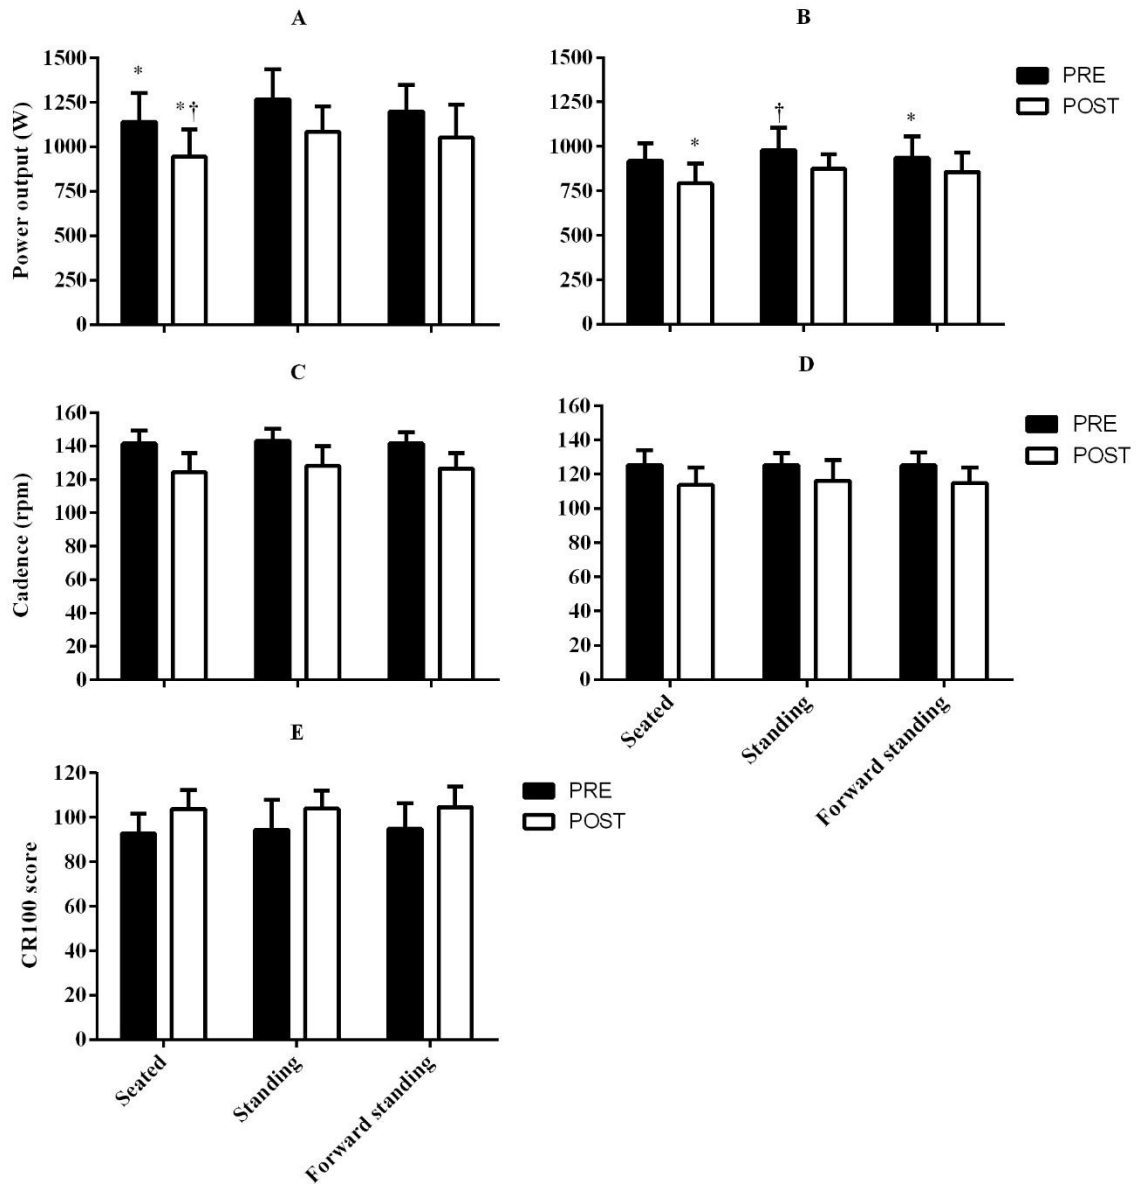 A
Power output (W)
1500
1250
1000
750
500
250
0
*
* †
B
1500
1250
1000
750
500
250
0
*
†
*
PRE
POST
C
Cadence (rpm)
160
140
120
100
80
60
40
20
0
D
160
140
120
100
80
60
40
20
0
Seated
Standing
Forward standing
PRE
POST
E
CR100 score
120
100
80
60
40
20
0
Seated
Standing
Forward standing
PRE
POST